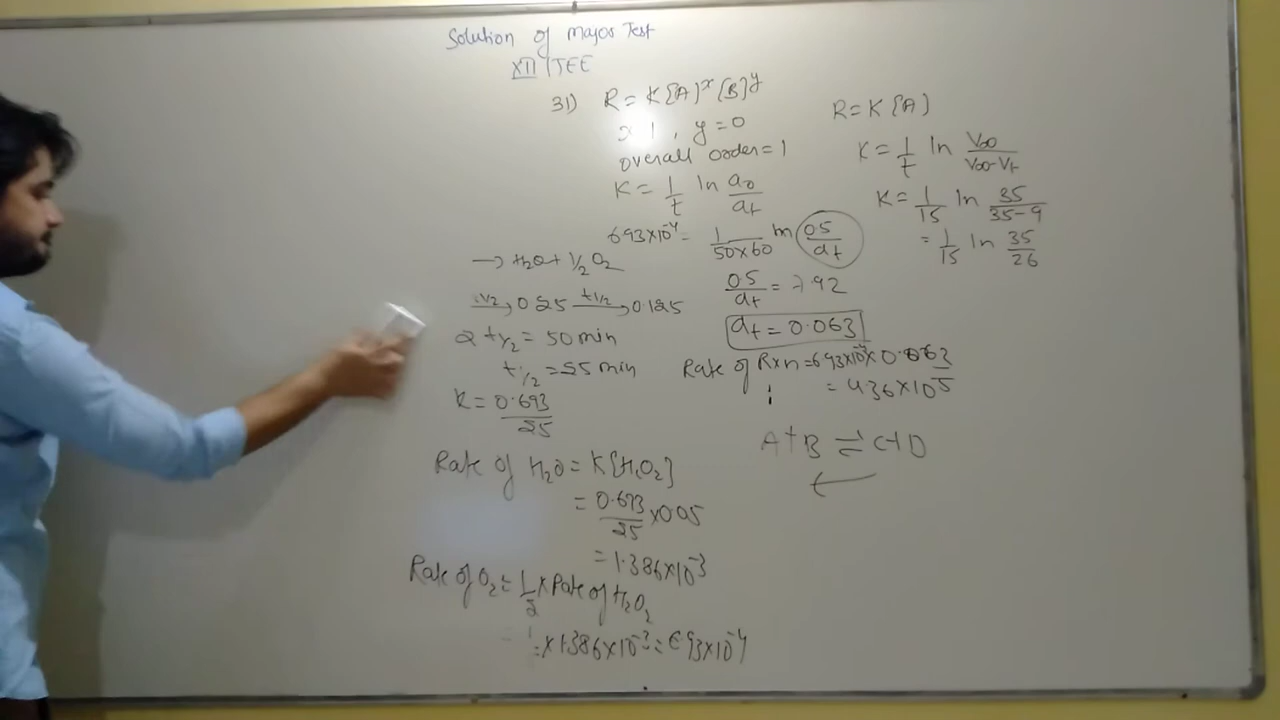 Solution of Major Test
XII JEE
31) R = K[A]^x [B]^y
x 1, y = 0
overall order = 1
K = 1/t ln a0/at
6.93×10^-4 = 1/(50×60) ln 0.5/at
0.5/at = 7.92
at = 0.063
Rate of Rxn = 6.93×10^-4 × 0.063
= 4.36×10^-5
A+B ⇌ C+D
←
R = K[A]
K = 1/t ln V∞/(V∞-Vt)
K = 1/15 ln 35/(35-9)
= 1/15 ln 35/26
→ H2O + 1/2 O2
1/2→ 0.25 t1/2→ 0.125
2 t1/2 = 50 min
t1/2 = 25 min
K = 0.693/25
Rate of H2O = K[H2O2]
= 0.693/25 × 0.05
= 1.386×10^-3
Rate of O2 = 1/2 × Rate of H2O2
= × 1.386×10^-3 = 6.93×10^-4